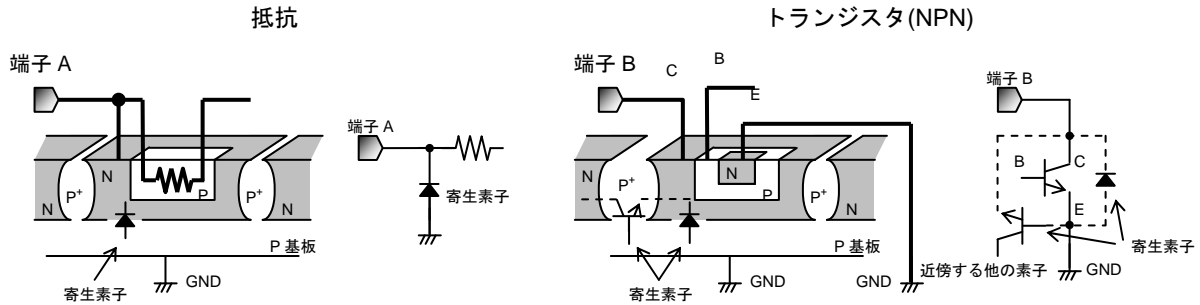 抵抗
トランジスタ(NPN)
端子 A
N
P+
N
P
P+
N
P 基板
GND
寄生素子
端子 A
寄生素子
端子 B
C
B
E
N
P+
N
P
P+
N
P 基板
GND
GND
寄生素子
端子 B
B
C
E
寄生素子
近傍する他の素子
GND